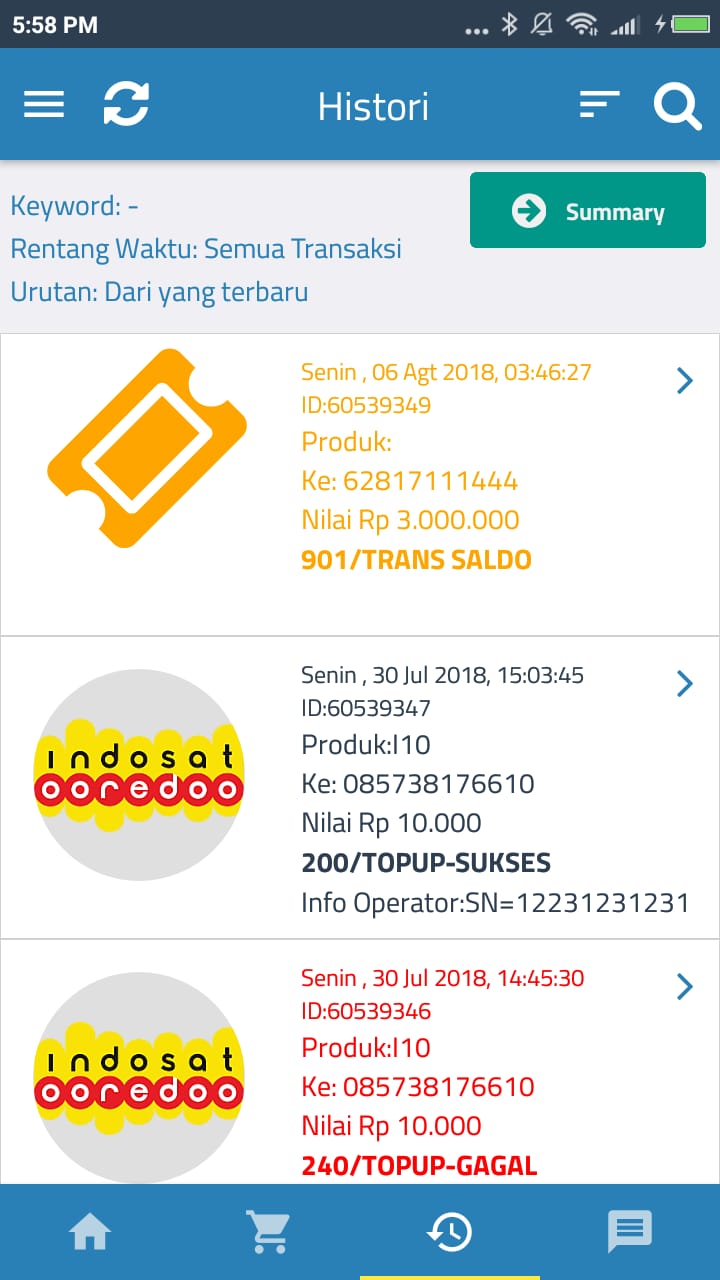 5:58 PM
Histori
Keyword: -
Summary
Rentang Waktu: Semua Transaksi
Urutan: Dari yang terbaru
Senin , 06 Agt 2018, 03:46:27
ID:60539349
Produk:
Ke: 62817111444
Nilai Rp 3.000.000
901/TRANS SALDO
indosat
ooredoo
Senin , 30 Jul 2018, 15:03:45
ID:60539347
Produk:I10
Ke: 085738176610
Nilai Rp 10.000
200/TOPUP-SUKSES
Info Operator:SN=12231231231
indosat
ooredoo
Senin , 30 Jul 2018, 14:45:30
ID:60539346
Produk:I10
Ke: 085738176610
Nilai Rp 10.000
240/TOPUP-GAGAL